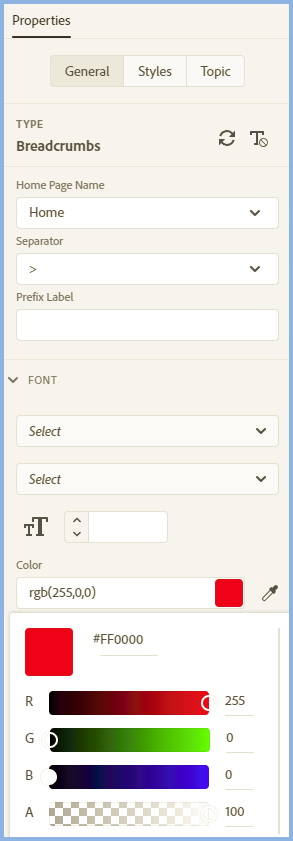 Properties
General Styles Topic
TYPE
Breadcrumbs
Home Page Name
Home
Separator
>
Prefix Label
FONT
Select
Select
Color
rgb(255,0,0)
#FF0000
R 255
G 0
B 0
A 100